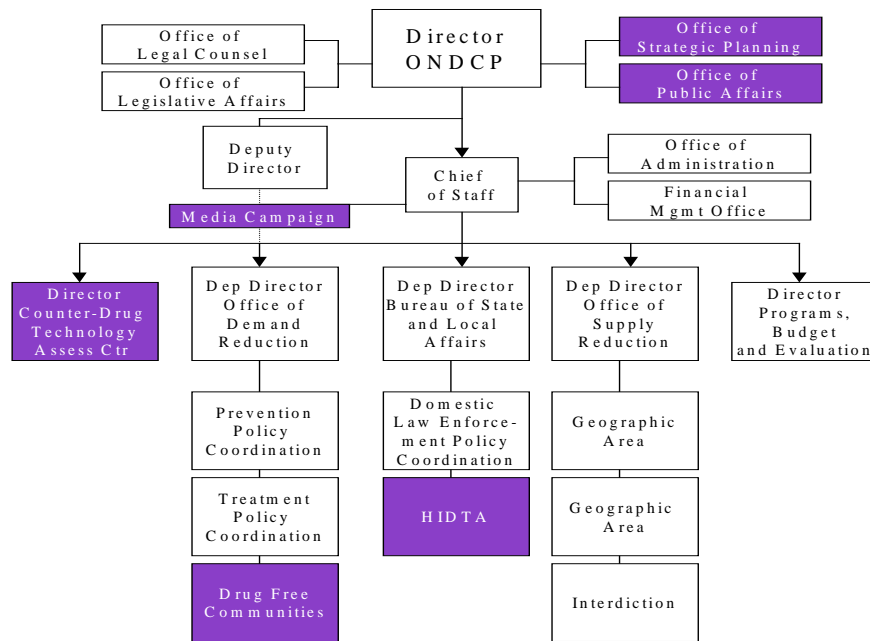 Office of
Legal Counsel
Director
ONDCP
Office of
Strategic Planning
Office of
Legislative Affairs
Office of
Public Affairs
Deputy
Director
Chief
of Staff
Office of
Administration
Media Campaign
Financial
Mgmt Office
Director
Counter-Drug
Technology
Assess Ctr
Dep Director
Office of
Demand
Reduction
Dep Director
Bureau of State
and Local
Affairs
Dep Director
Office of
Supply
Reduction
Director
Programs,
Budget
and Evaluation
Prevention
Policy
Coordination
Domestic
Law Enforce-
ment Policy
Coordination
Geographic
Area
Treatment
Policy
Coordination
HIDTA
Geographic
Area
Drug Free
Communities
Interdiction